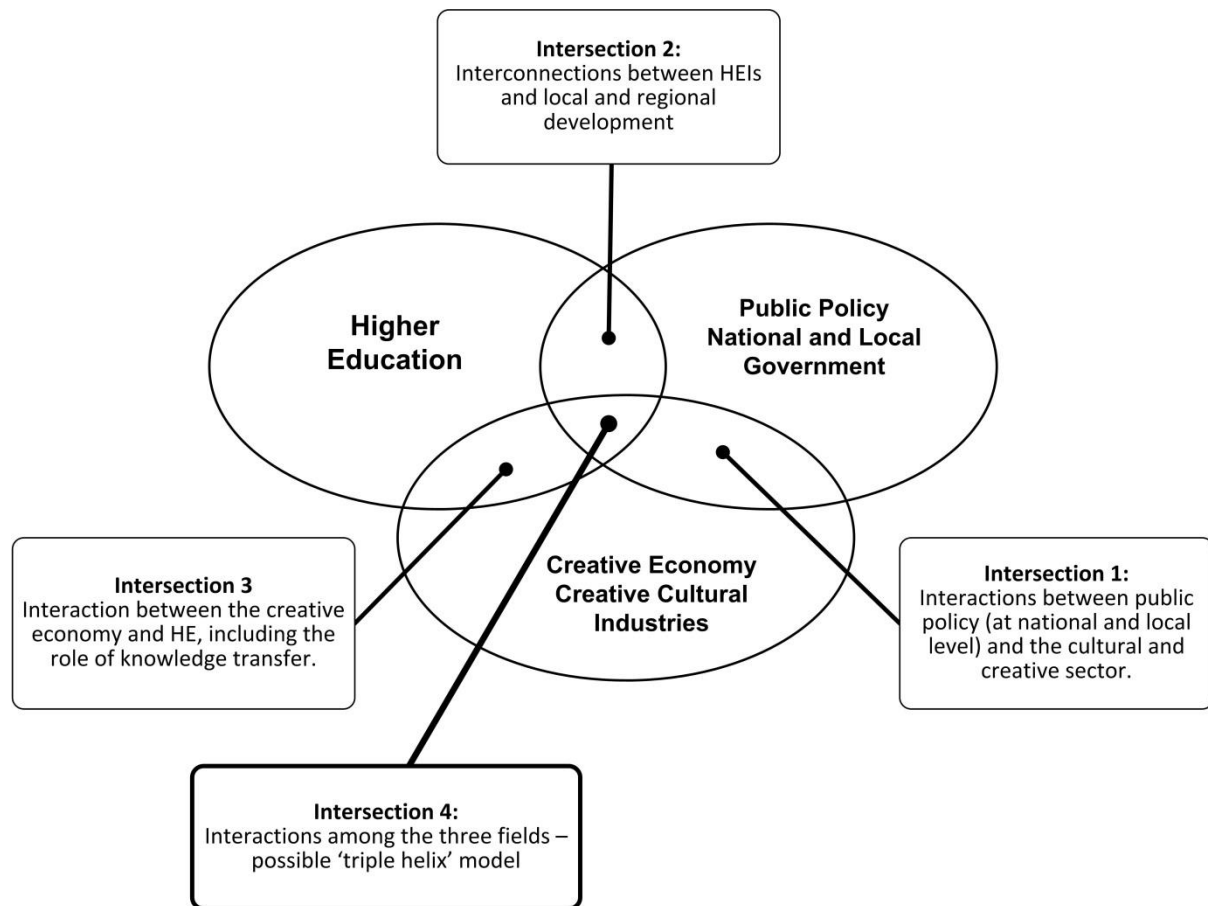 Intersection 2:
Interconnections between HEIs
and local and regional
development
Higher
Education
Public Policy
National and Local
Government
Creative Economy
Creative Cultural
Industries
Intersection 3
Interaction between the creative
economy and HE, including the
role of knowledge transfer.
Intersection 1:
Interactions between public
policy (at national and local
level) and the cultural and
creative sector.
Intersection 4:
Interactions among the three fields –
possible ‘triple helix’ model